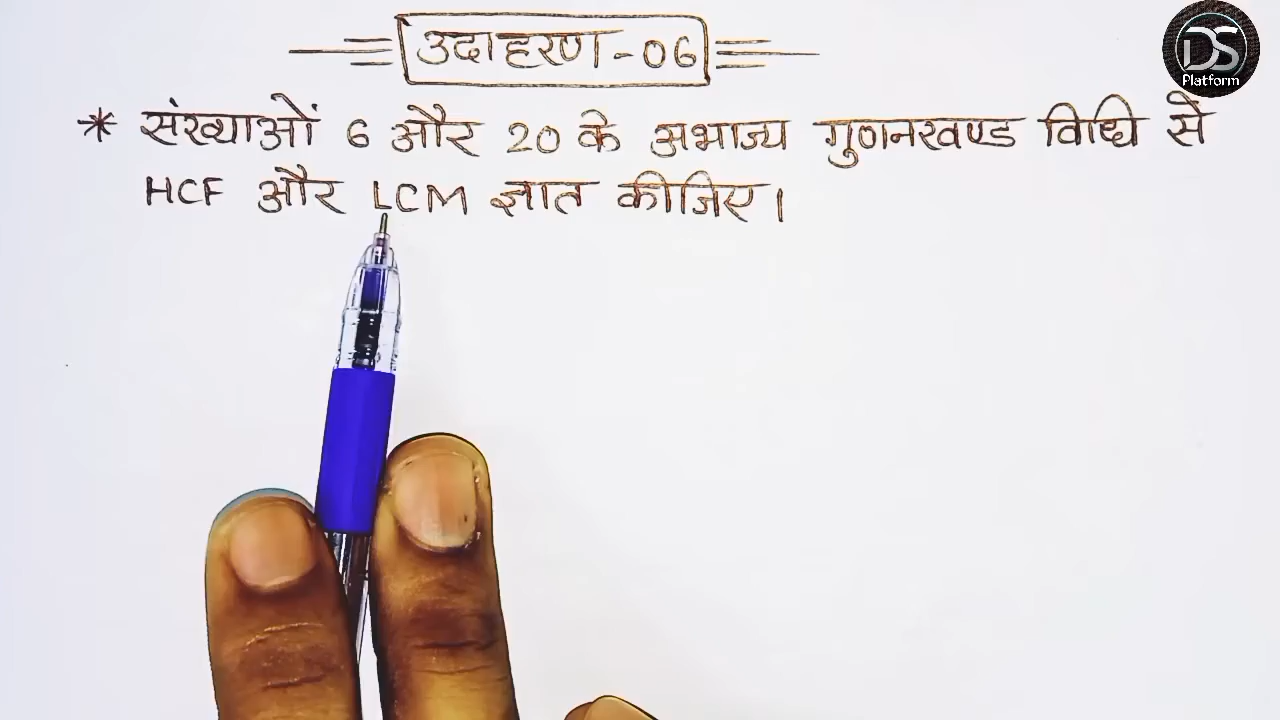 उदाहरण-06
DS
Platform
* संख्याओं 6 और 20 के अभाज्य गुणनखण्ड विधि से
HCF और LCM ज्ञात कीजिए।